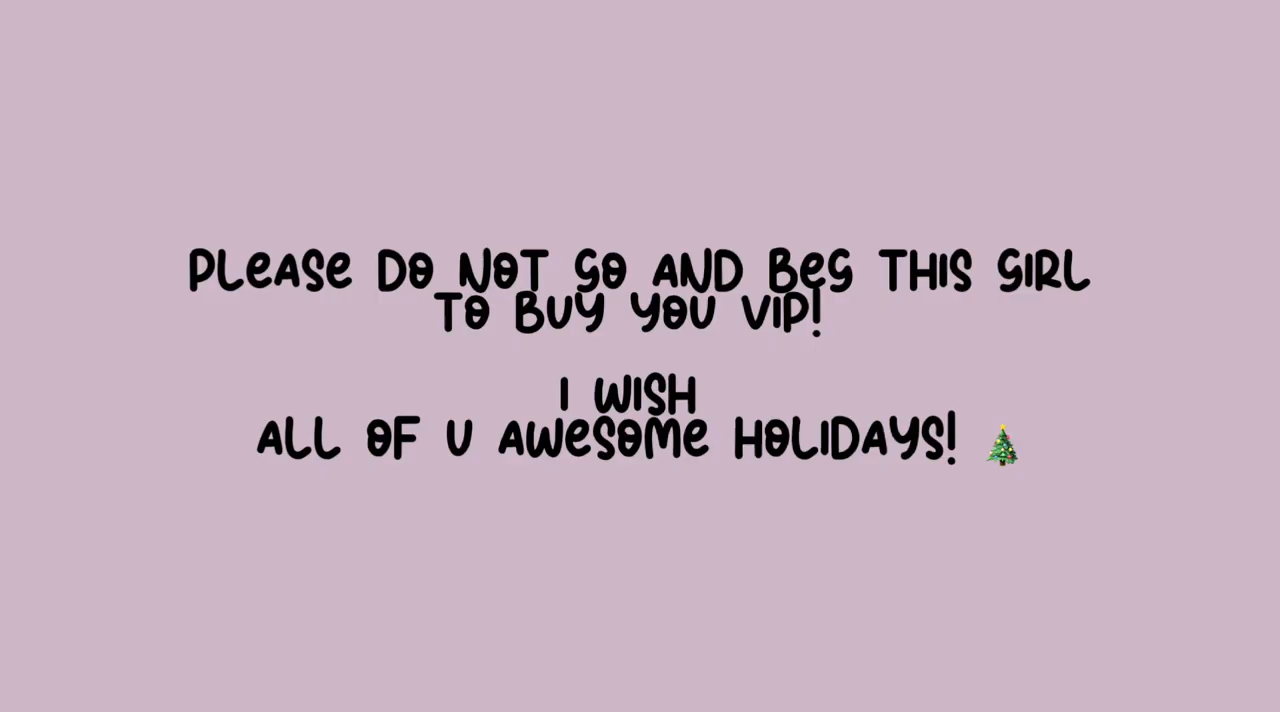 PLeASe DO NOT GO AND BeG THIS GIRL
TO BUY YOU VIP!
I WISH
ALL OF U AWeSOMe HOLIDAYS! 🎄